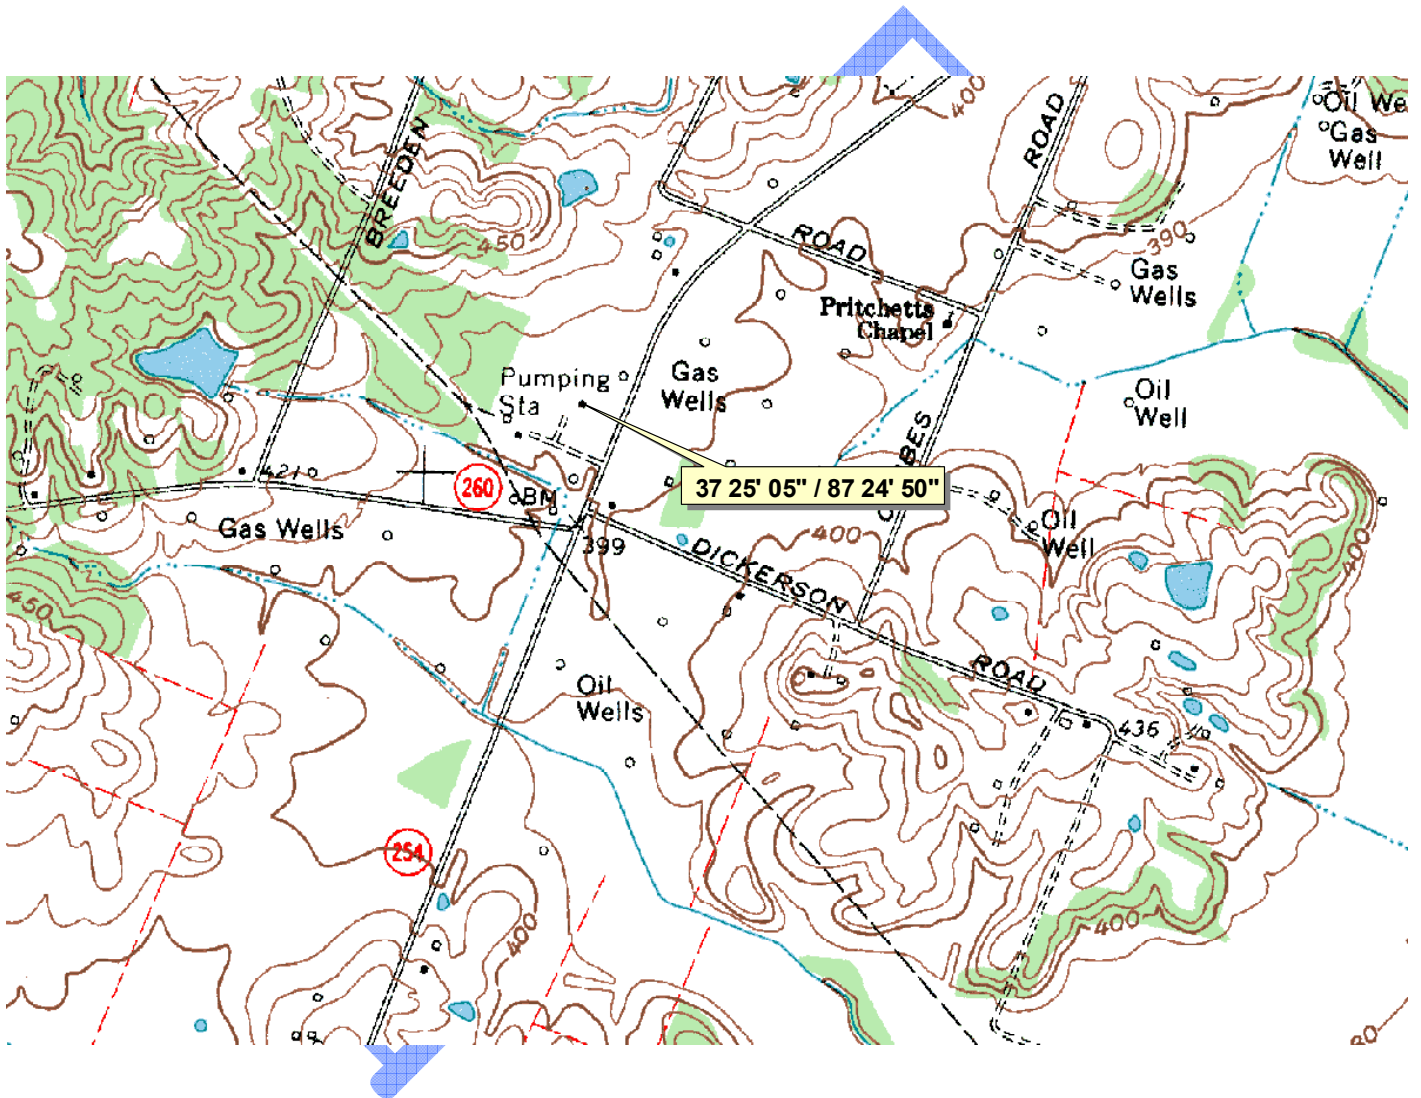 400
ROAD
Oil We
Gas
Well
BREEDEN
450
ROAD
390
Gas
Wells
Pritchetts
Chapel
Pumping
Sta
Gas
Wells
Oil
Well
BES
421
260
BM
37 25' 05" / 87 24' 50"
Gas Wells
399
400
Oil
Well
400
DICKERSON
450
ROAD
Oil
Wells
436
254
400
400